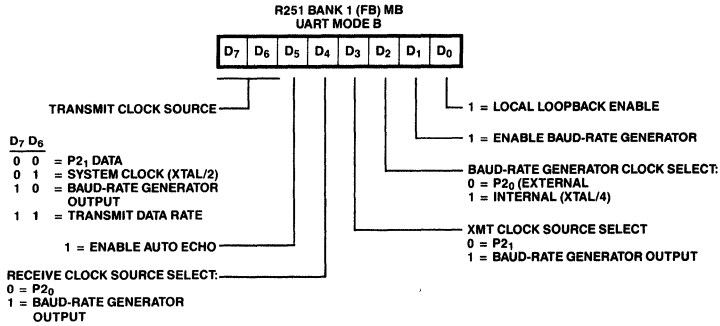 R251 BANK 1 (FB) MB
UART MODE B
D7 D6 D5 D4 D3 D2 D1 D0
TRANSMIT CLOCK SOURCE
D7 D6
0 0 = P21 DATA
0 1 = SYSTEM CLOCK (XTAL/2)
1 0 = BAUD-RATE GENERATOR
OUTPUT
1 1 = TRANSMIT DATA RATE
1 = ENABLE AUTO ECHO
RECEIVE CLOCK SOURCE SELECT:
0 = P20
1 = BAUD-RATE GENERATOR
OUTPUT
1 = LOCAL LOOPBACK ENABLE
1 = ENABLE BAUD-RATE GENERATOR
BAUD-RATE GENERATOR CLOCK SELECT:
0 = P20 (EXTERNAL
1 = INTERNAL (XTAL/4)
XMT CLOCK SOURCE SELECT
0 = P21
1 = BAUD-RATE GENERATOR OUTPUT